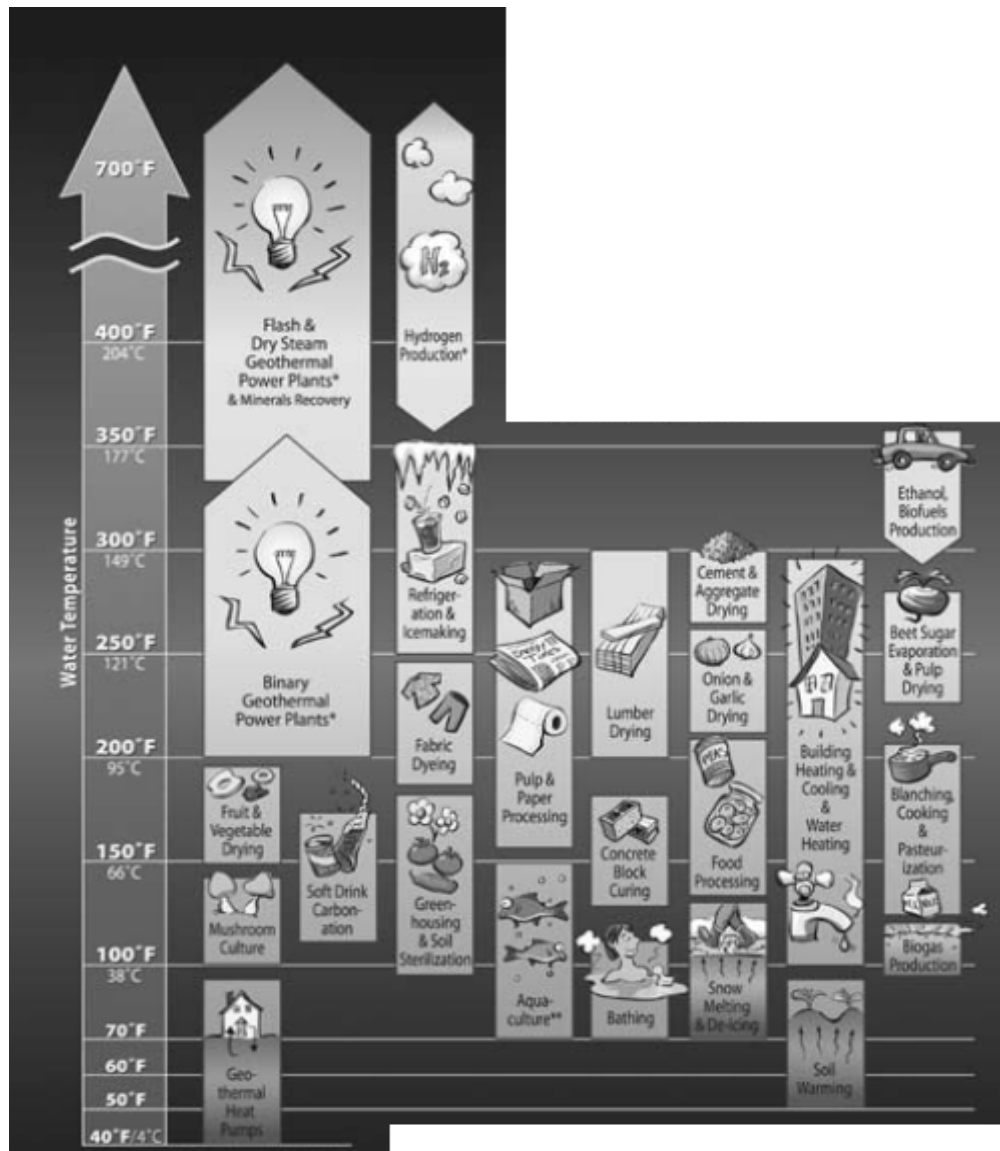 Water Temperature
700°F
400°F
204°C
350°F
177°C
300°F
149°C
250°F
121°C
200°F
95°C
150°F
66°C
100°F
38°C
70°F
60°F
50°F
40°F/4°C
Flash &
Dry Steam
Geothermal
Power Plants*
& Minerals Recovery
Binary
Geothermal
Power Plants*
Fruit &
Vegetable
Drying
Mushroom
Culture
Geo-
thermal
Heat
Pumps
Soft Drink
Carbon-
ation
H2
Hydrogen
Production*
Refriger-
ation &
Icemaking
Fabric
Dyeing
Green-
housing
& Soil
Sterilization
Pulp &
Paper
Processing
Aqua-
culture**
Lumber
Drying
Concrete
Block
Curing
Bathing
Cement &
Aggregate
Drying
Onion &
Garlic
Drying
PEAS
Food
Processing
Snow
Melting
& De-icing
Building
Heating &
Cooling
&
Water
Heating
Soil
Warming
Ethanol,
Biofuels
Production
Beet Sugar
Evaporation
& Pulp
Drying
Blanching,
Cooking
&
Pasteur-
ization
Biogas
Production